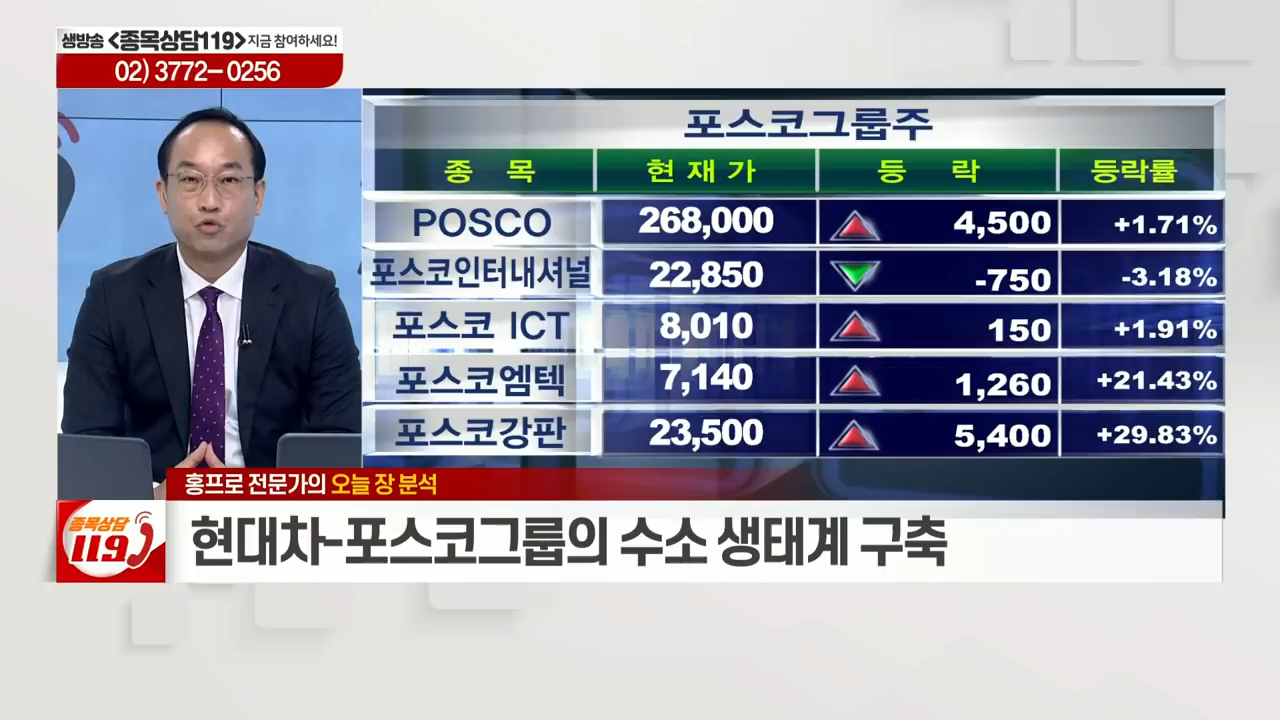 생방송 <종목상담119> 지금 참여하세요!
02) 3772-0256
포스코그룹주
종 목 현재가 등 락 등락률
POSCO 268,000 4,500 +1.71%
포스코인터내셔널 22,850 -750 -3.18%
포스코 ICT 8,010 150 +1.91%
포스코엠텍 7,140 1,260 +21.43%
포스코강판 23,500 5,400 +29.83%
홍프로 전문가의 오늘 장 분석
종목상담
119
현대차-포스코그룹의 수소 생태계 구축